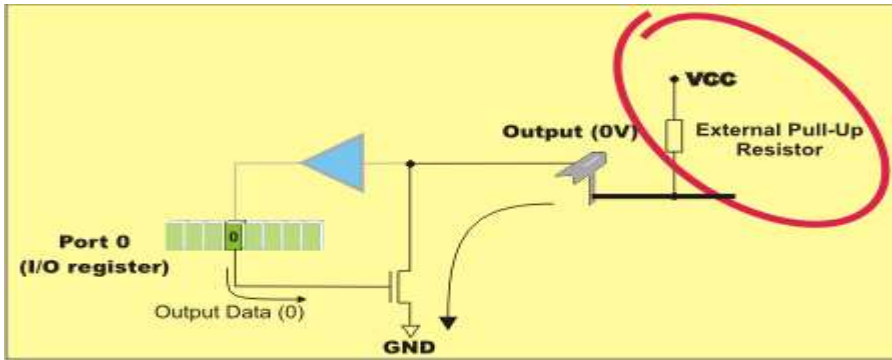 VCC
Output (0V)
External Pull-Up
Resistor
Port 0
(I/O register)
0
Output Data (0)
GND